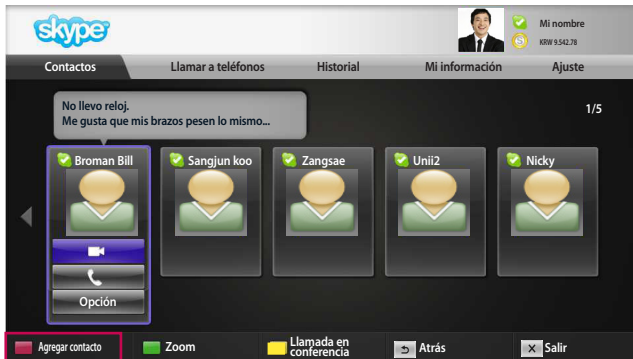 skype
Mi nombre
KRW 9.542.78
Contactos
Llamar a teléfonos
Historial
Mi información
Ajuste
No llevo reloj.
Me gusta que mis brazos pesen lo mismo...
1/5
Broman Bill
Sangjun koo
Zangsae
Unii2
Nicky
Opción
Agregar contacto
Zoom
Llamada en
conferencia
Atrás
Salir